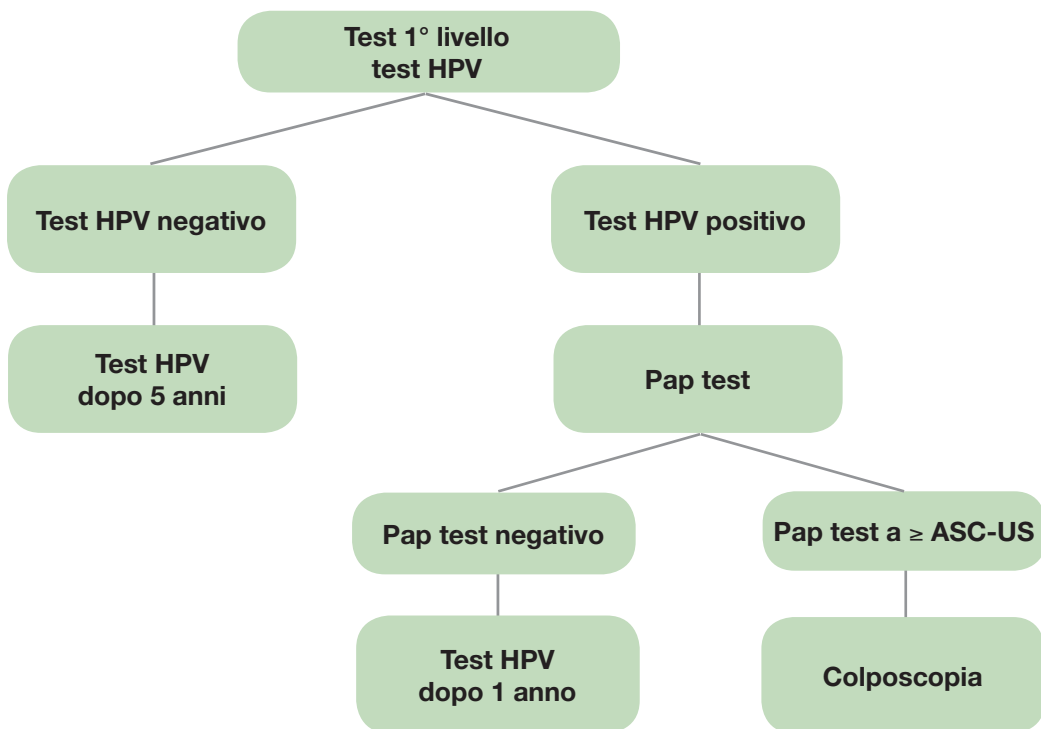 Test 1° livello
test HPV
Test HPV negativo
Test HPV positivo
Test HPV
dopo 5 anni
Pap test
Pap test negativo
Pap test a ≥ ASC-US
Test HPV
dopo 1 anno
Colposcopia